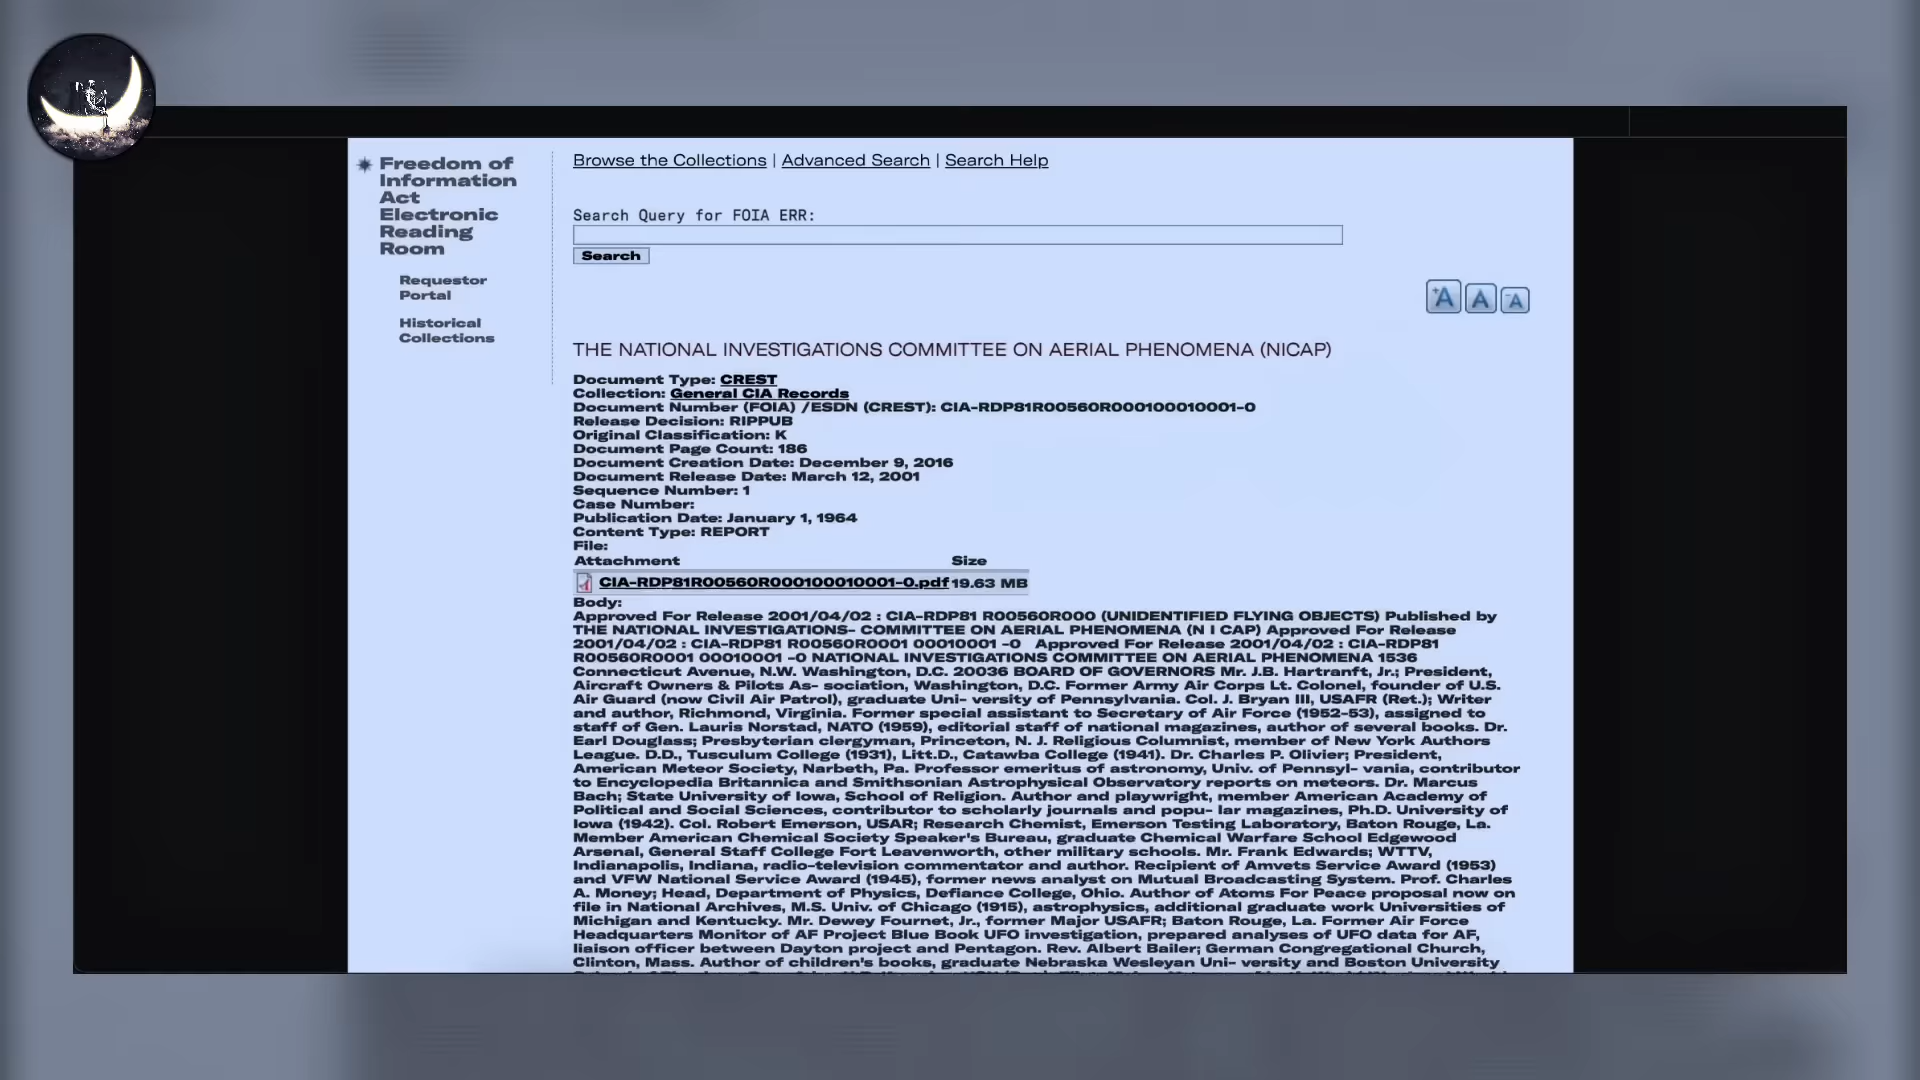 Freedom of
Information
Act
Electronic
Reading
Room
Requestor
Portal
Historical
Collections
Browse the Collections | Advanced Search | Search Help
Search Query for FOIA ERR:
Search
+A A -A
THE NATIONAL INVESTIGATIONS COMMITTEE ON AERIAL PHENOMENA (NICAP)
Document Type: CREST
Collection: General CIA Records
Document Number (FOIA) /ESDN (CREST): CIA-RDP81R00560R000100010001-0
Release Decision: RIPPUB
Original Classification: K
Document Page Count: 186
Document Creation Date: December 9, 2016
Document Release Date: March 12, 2001
Sequence Number: 1
Case Number:
Publication Date: January 1, 1964
Content Type: REPORT
File:
Attachment Size
CIA-RDP81R00560R000100010001-0.pdf 19.63 MB
Body:
Approved For Release 2001/04/02 : CIA-RDP81 R00560R000 (UNIDENTIFIED FLYING OBJECTS) Published by
THE NATIONAL INVESTIGATIONS- COMMITTEE ON AERIAL PHENOMENA (N I CAP) Approved For Release
2001/04/02 : CIA-RDP81 R00560R0001 00010001 -0 Approved For Release 2001/04/02 : CIA-RDP81
R00560R0001 00010001 -0 NATIONAL INVESTIGATIONS COMMITTEE ON AERIAL PHENOMENA 1536
Connecticut Avenue, N.W. Washington, D.C. 20036 BOARD OF GOVERNORS Mr. J.B. Hartranft, Jr.; President,
Aircraft Owners & Pilots As- sociation, Washington, D.C. Former Army Air Corps Lt. Colonel, founder of U.S.
Air Guard (now Civil Air Patrol), graduate Uni- versity of Pennsylvania. Col. J. Bryan III, USAFR (Ret.); Writer
and author, Richmond, Virginia. Former special assistant to Secretary of Air Force (1952-53), assigned to
staff of Gen. Lauris Norstad, NATO (1959), editorial staff of national magazines, author of several books. Dr.
Earl Douglass; Presbyterian clergyman, Princeton, N. J. Religious Columnist, member of New York Authors
League. D.D., Tusculum College (1931), Litt.D., Catawba College (1941). Dr. Charles P. Olivier; President,
American Meteor Society, Narbeth, Pa. Professor emeritus of astronomy, Univ. of Pennsyl- vania, contributor
to Encyclopedia Britannica and Smithsonian Astrophysical Observatory reports on meteors. Dr. Marcus
Bach; State University of Iowa, School of Religion. Author and playwright, member American Academy of
Political and Social Sciences, contributor to scholarly journals and popu- lar magazines, Ph.D. University of
Iowa (1942). Col. Robert Emerson, USAR; Research Chemist, Emerson Testing Laboratory, Baton Rouge, La.
Member American Chemical Society Speaker's Bureau, graduate Chemical Warfare School Edgewood
Arsenal, General Staff College Fort Leavenworth, other military schools. Mr. Frank Edwards; WTTV,
Indianapolis, Indiana, radio-television commentator and author. Recipient of Amvets Service Award (1953)
and VFW National Service Award (1945), former news analyst on Mutual Broadcasting System. Prof. Charles
A. Money; Head, Department of Physics, Defiance College, Ohio. Author of Atoms For Peace proposal now on
file in National Archives, M.S. Univ. of Chicago (1915), astrophysics, additional graduate work Universities of
Michigan and Kentucky. Mr. Dewey Fournet, Jr., former Major USAFR; Baton Rouge, La. Former Air Force
Headquarters Monitor of AF Project Blue Book UFO investigation, prepared analyses of UFO data for AF,
liaison officer between Dayton project and Pentagon. Rev. Albert Bailer; German Congregational Church,
Clinton, Mass. Author of children's books, graduate Nebraska Wesleyan Uni- versity and Boston University